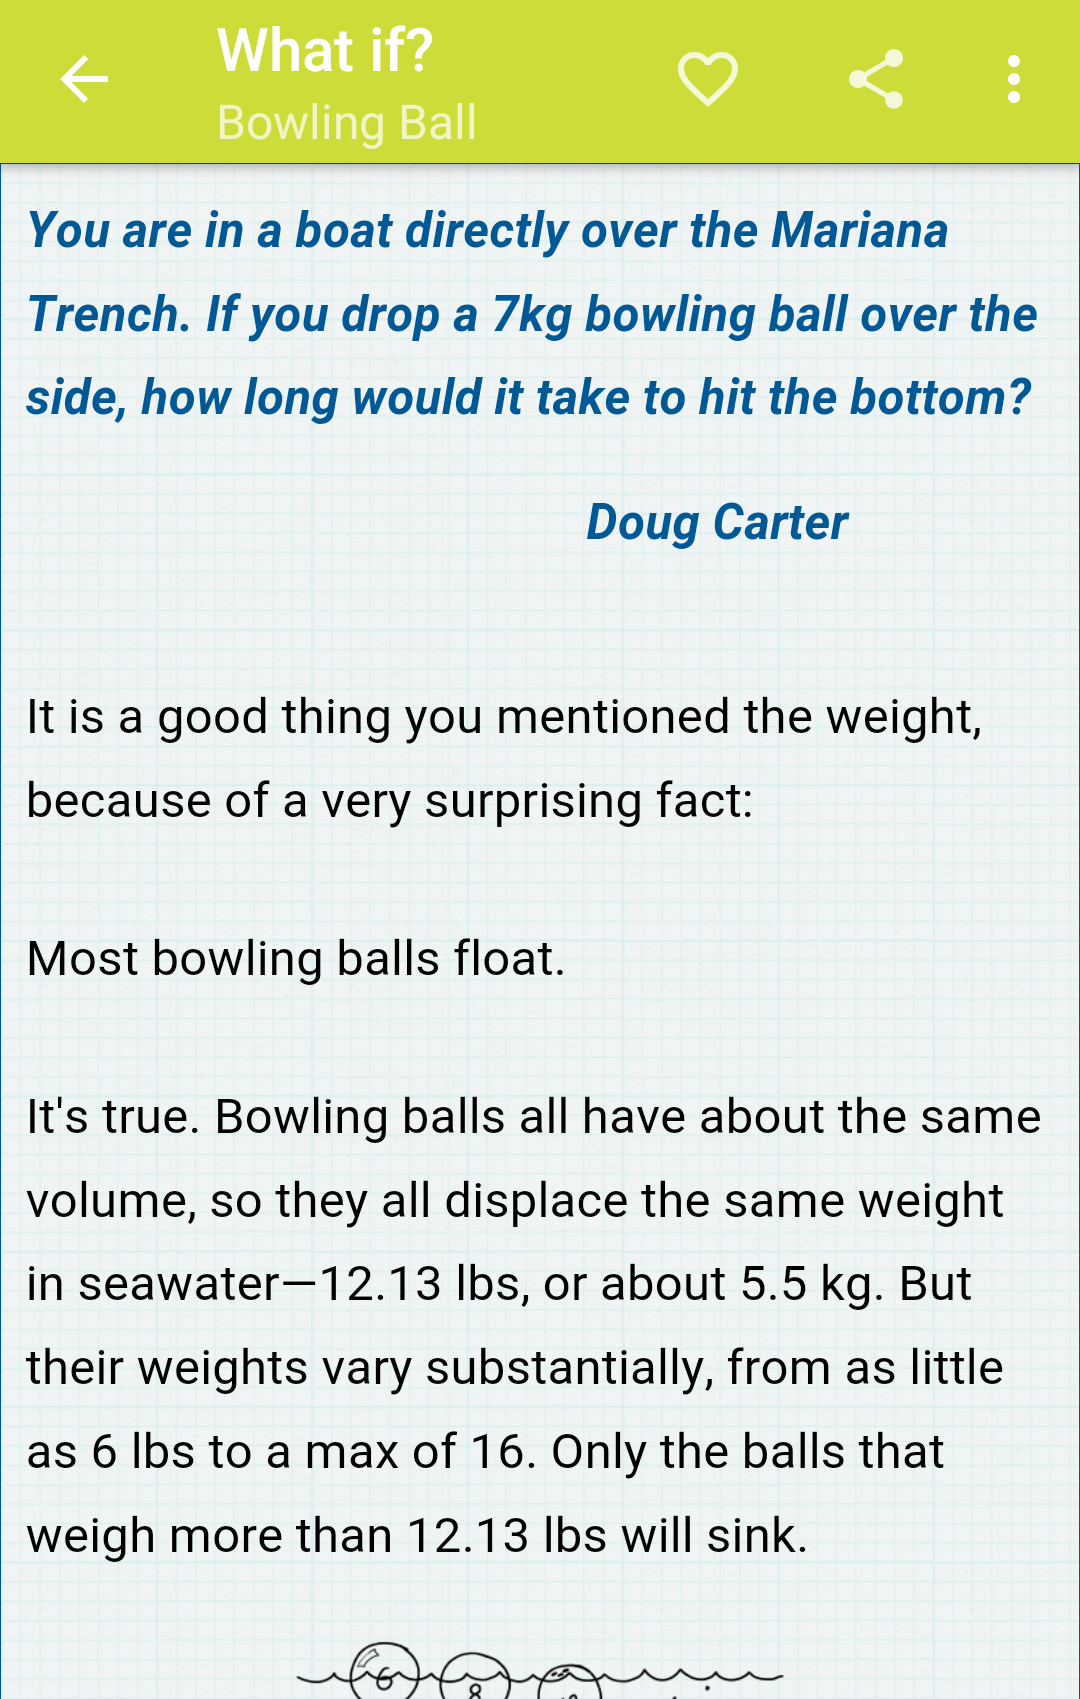 What if?
Bowling Ball
You are in a boat directly over the Mariana
Trench. If you drop a 7kg bowling ball over the
side, how long would it take to hit the bottom?
Doug Carter
It is a good thing you mentioned the weight,
because of a very surprising fact:
Most bowling balls float.
It's true. Bowling balls all have about the same
volume, so they all displace the same weight
in seawater—12.13 lbs, or about 5.5 kg. But
their weights vary substantially, from as little
as 6 lbs to a max of 16. Only the balls that
weigh more than 12.13 lbs will sink.
6
8